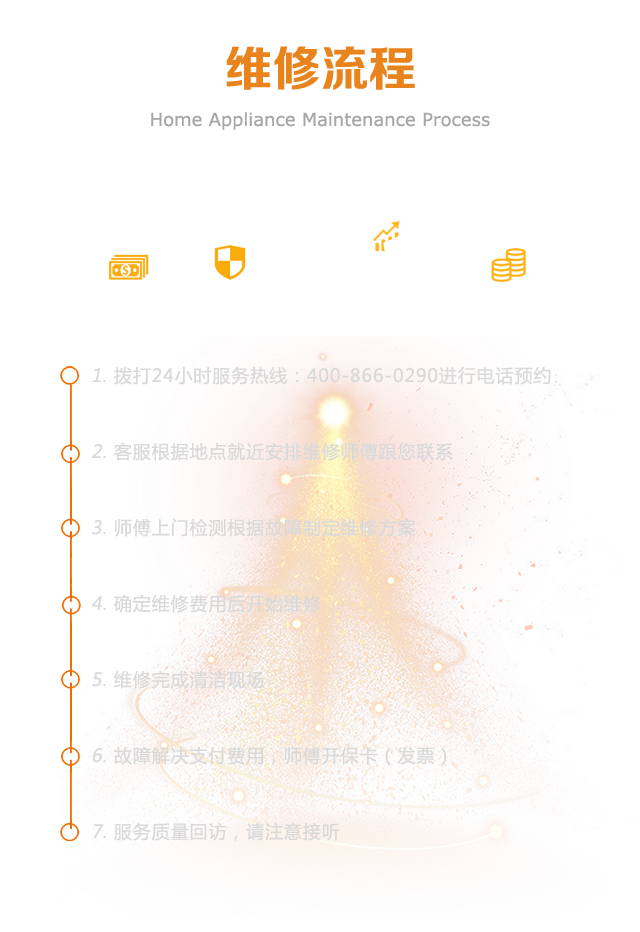 维修流程
Home Appliance Maintenance Process
1. 拨打24小时服务热线：400-866-0290进行电话预约
2. 客服根据地点就近安排维修师傅跟您联系
3. 师傅上门检测根据故障制定维修方案
4. 确定维修费用后开始维修
5. 维修完成清洁现场
6. 故障解决支付费用，师傅开保卡（发票）
7. 服务质量回访，请注意接听